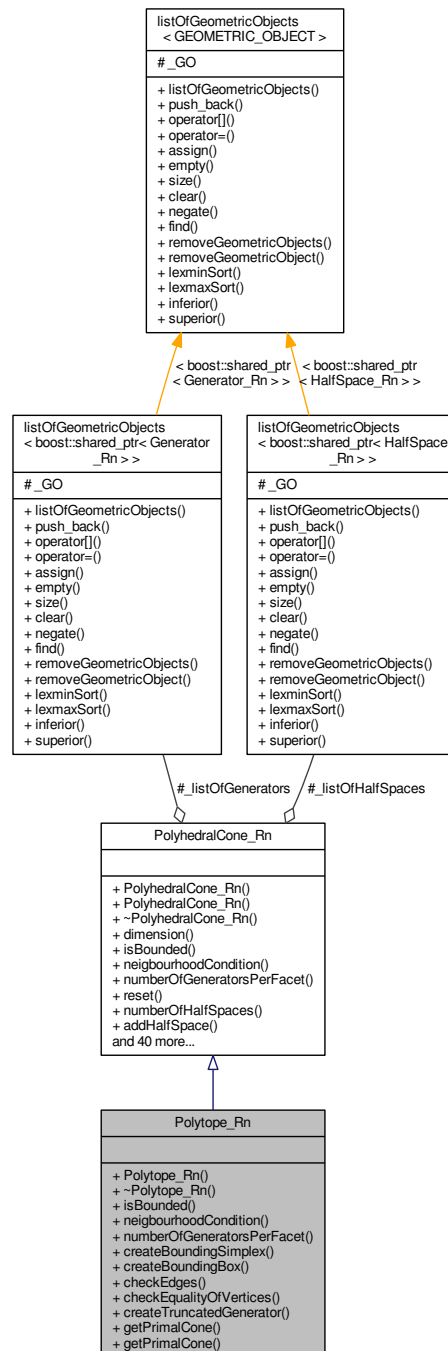 listOfGeometricObjects
< GEOMETRIC_OBJECT >
# _GO
+ listOfGeometricObjects()
+ push_back()
+ operator[]()
+ operator=()
+ assign()
+ empty()
+ size()
+ clear()
+ negate()
+ find()
+ removeGeometricObjects()
+ removeGeometricObject()
+ lexminSort()
+ lexmaxSort()
+ inferior()
+ superior()
< boost::shared_ptr
< Generator_Rn > >
< boost::shared_ptr
< HalfSpace_Rn > >
listOfGeometricObjects
< boost::shared_ptr< Generator
_Rn > >
# _GO
+ listOfGeometricObjects()
+ push_back()
+ operator[]()
+ operator=()
+ assign()
+ empty()
+ size()
+ clear()
+ negate()
+ find()
+ removeGeometricObjects()
+ removeGeometricObject()
+ lexminSort()
+ lexmaxSort()
+ inferior()
+ superior()
listOfGeometricObjects
< boost::shared_ptr< HalfSpace
_Rn > >
# _GO
+ listOfGeometricObjects()
+ push_back()
+ operator[]()
+ operator=()
+ assign()
+ empty()
+ size()
+ clear()
+ negate()
+ find()
+ removeGeometricObjects()
+ removeGeometricObject()
+ lexminSort()
+ lexmaxSort()
+ inferior()
+ superior()
#_listOfGenerators
#_listOfHalfSpaces
PolyhedralCone_Rn
+ PolyhedralCone_Rn()
+ PolyhedralCone_Rn()
+ ~PolyhedralCone_Rn()
+ dimension()
+ isBounded()
+ neigbourhoodCondition()
+ numberOfGeneratorsPerFacet()
+ reset()
+ numberOfHalfSpaces()
+ addHalfSpace()
and 40 more...
Polytope_Rn
+ Polytope_Rn()
+ ~Polytope_Rn()
+ isBounded()
+ neigbourhoodCondition()
+ numberOfGeneratorsPerFacet()
+ createBoundingSimplex()
+ createBoundingBox()
+ checkEdges()
+ checkEqualityOfVertices()
+ createTruncatedGenerator()
+ getPrimalCone()
+ getPrimalCone()